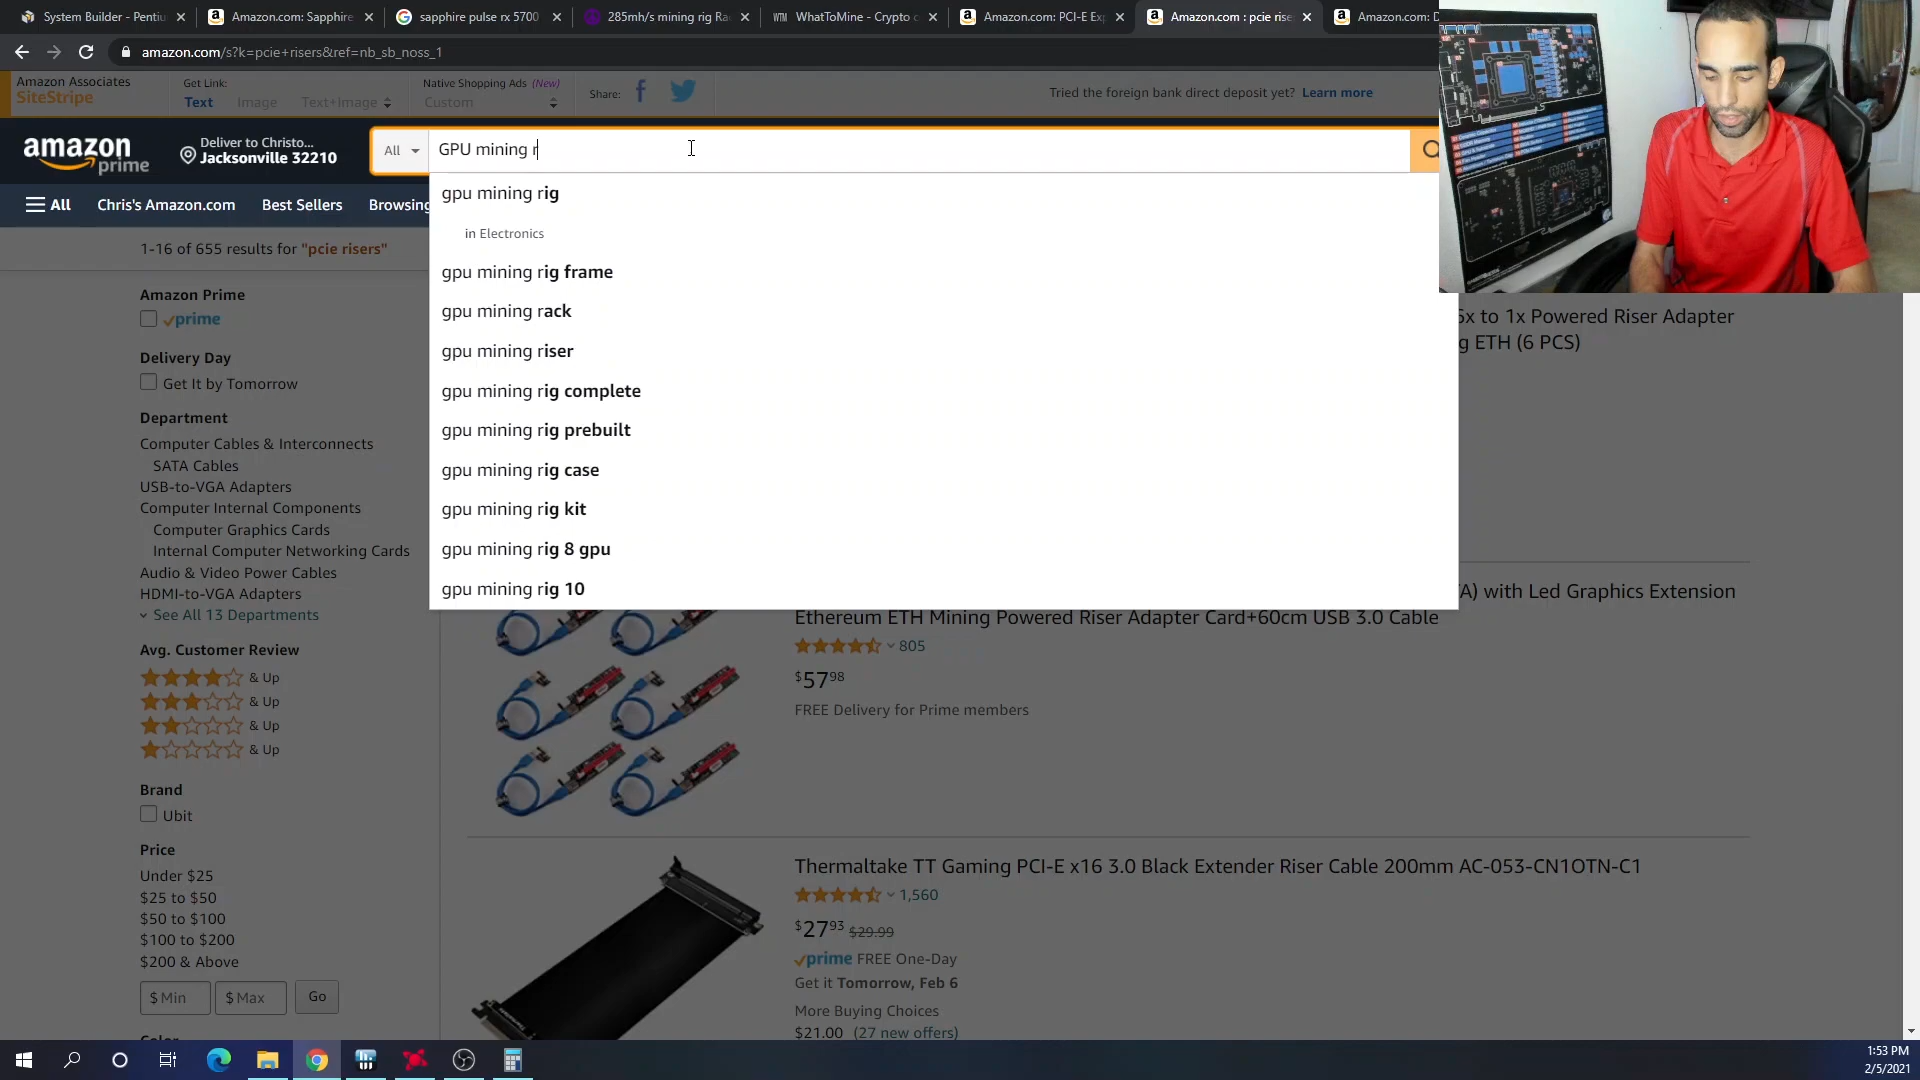 System Builder - Pentiu
Amazon.com: Sapphire
sapphire pulse rx 5700
285mh/s mining rig Ra
WhatToMine - Crypto c
Amazon.com: PCI-E Exp
Amazon.com : pcie rise
Amazon.com: D
amazon.com/s?k=pcie+risers&ref=nb_sb_noss_1
Amazon Associates
SiteStripe
Get Link:
Text
Image
Text+Image
Native Shopping Ads (New)
Custom
Share:
Tried the foreign bank direct deposit yet? Learn more
amazon
prime
Deliver to Christo...
Jacksonville 32210
All
GPU mining r
All
Chris's Amazon.com
Best Sellers
Browsing
gpu mining rig
in Electronics
gpu mining rig frame
gpu mining rack
gpu mining riser
gpu mining rig complete
gpu mining rig prebuilt
gpu mining rig case
gpu mining rig kit
gpu mining rig 8 gpu
gpu mining rig 10
1-16 of 655 results for "pcie risers"
Amazon Prime
prime
Delivery Day
Get It by Tomorrow
Department
Computer Cables & Interconnects
SATA Cables
USB-to-VGA Adapters
Computer Internal Components
Computer Graphics Cards
Internal Computer Networking Cards
Audio & Video Power Cables
HDMI-to-VGA Adapters
See All 13 Departments
Avg. Customer Review
& Up
& Up
& Up
& Up
Brand
Ubit
Price
Under $25
$25 to $50
$50 to $100
$100 to $200
$200 & Above
$ Min
$ Max
Go
Color
6x to 1x Powered Riser Adapter
g ETH (6 PCS)
A) with Led Graphics Extension
Ethereum ETH Mining Powered Riser Adapter Card+60cm USB 3.0 Cable
805
$57 98
FREE Delivery for Prime members
Thermaltake TT Gaming PCI-E x16 3.0 Black Extender Riser Cable 200mm AC-053-CN1OTN-C1
1,560
$27 93 $29.99
prime FREE One-Day
Get it Tomorrow, Feb 6
More Buying Choices
$21.00 (27 new offers)
1:53 PM
2/5/2021